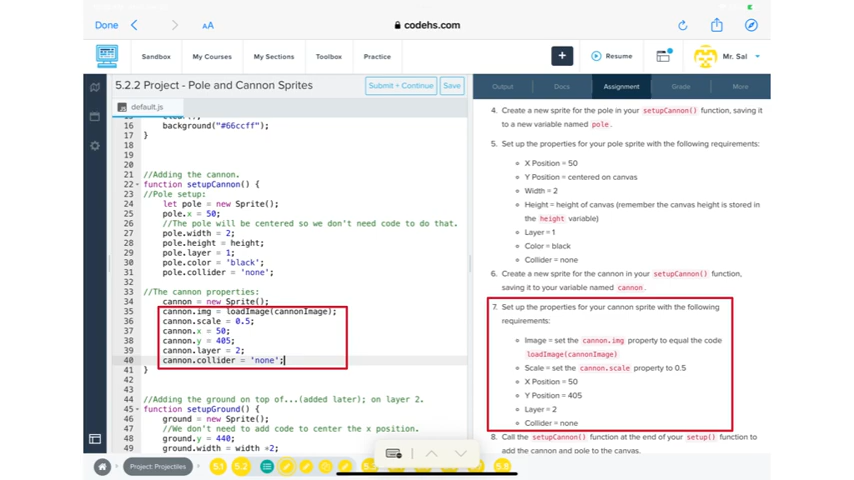 Done
AA
codehs.com
Sandbox
My Courses
My Sections
Toolbox
Practice
+
Resume
Mr. Sal
5.2.2 Project - Pole and Cannon Sprites
Submit + Continue
Save
default.js
16 background("#66ccff");
17 }
18
19
20
21 //Adding the cannon.
22 function setupCannon() {
23 //Pole setup:
24 let pole = new Sprite();
25 pole.x = 50;
26 //The pole will be centered so we don't need code to do that.
27 pole.width = 2;
28 pole.height = height;
29 pole.layer = 1;
30 pole.color = 'black';
31 pole.collider = 'none';
32
33 //The cannon properties:
34 cannon = new Sprite();
35 cannon.img = loadImage(cannonImage);
36 cannon.scale = 0.5;
37 cannon.x = 50;
38 cannon.y = 405;
39 cannon.layer = 2;
40 cannon.collider = 'none';
41 }
42
43
44 //Adding the ground on top of...(added later); on layer 2.
45 function setupGround() {
46 ground = new Sprite();
47 //We don't need to add code to center the x position.
48 ground.y = 440;
49 ground.width = width *2;
Output
Docs
Assignment
Grade
More
4. Create a new sprite for the pole in your setupCannon() function, saving it
to a new variable named pole.
5. Set up the properties for your pole sprite with the following requirements:
X Position = 50
Y Position = centered on canvas
Width = 2
Height = height of canvas (remember the canvas height is stored in
the height variable)
Layer = 1
Color = black
Collider = none
6. Create a new sprite for the cannon in your setupCannon() function,
saving it to your variable named cannon.
7. Set up the properties for your cannon sprite with the following
requirements:
Image = set the cannon.img property to equal the code
loadImage(cannonImage)
Scale = set the cannon.scale property to 0.5
X Position = 50
Y Position = 405
Layer = 2
Collider = none
8. Call the setupCannon() function at the end of your setup() function to
add the cannon and pole to the canvas.
Project: Projectiles
5.1
5.2